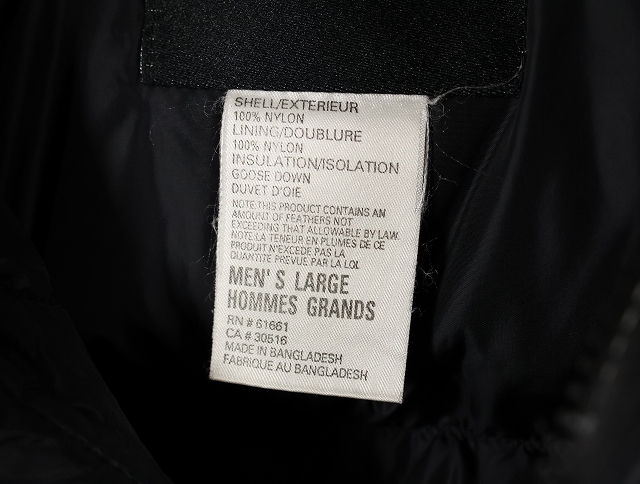 SHELL/EXTERIEUR
100% NYLON
LINING/DOUBLURE
100% NYLON
INSULATION/ISOLATION
GOOSE DOWN
DUVET D'OIE
NOTE:THIS PRODUCT CONTAINS AN
AMOUNT OF FEATHERS NOT
EXCEEDING THAT ALLOWABLE BY LAW.
NOTE:LA TENEUR EN PLUMES DE CE
PRODUIT N'EXCEDE PAS LA
QUANTITE PREVUE PAR LA LOI.
MEN'S LARGE
HOMMES GRANDS
RN # 61661
CA # 30516
MADE IN BANGLADESH
FABRIQUE AU BANGLADESH